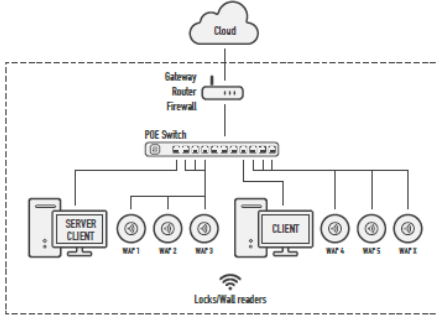 Cloud
Gateway
Router
Firewall
POE Switch
SERVER
CLIENT
CLIENT
WAP 1
WAP 2
WAP 3
WAP 4
WAP 5
WAP X
Locks/Wall readers